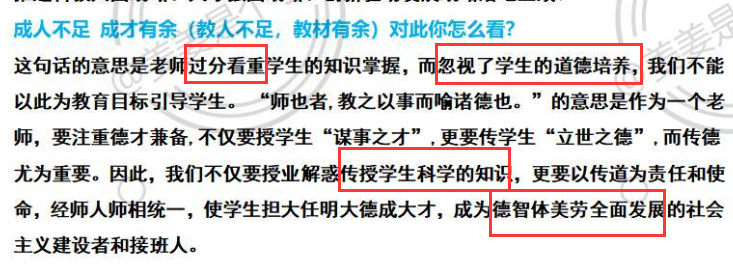 成人不足 成才有余（教人不足，教材有余）对此你怎么看？
这句话的意思是老师过分看重学生的知识掌握，而忽视了学生的道德培养，我们不能
以此为教育目标引导学生。“师也者,教之以事而喻诸德也。”的意思是作为一个老
师，要注重德才兼备,不仅要授学生“谋事之才”,更要传学生“立世之德”,而传德
尤为重要。因此，我们不仅要授业解惑传授学生科学的知识，更要以传道为责任和使
命，经师人师相统一，使学生担大任明大德成大才，成为德智体美劳全面发展的社会
主义建设者和接班人。
@姜姜是
姜姜是